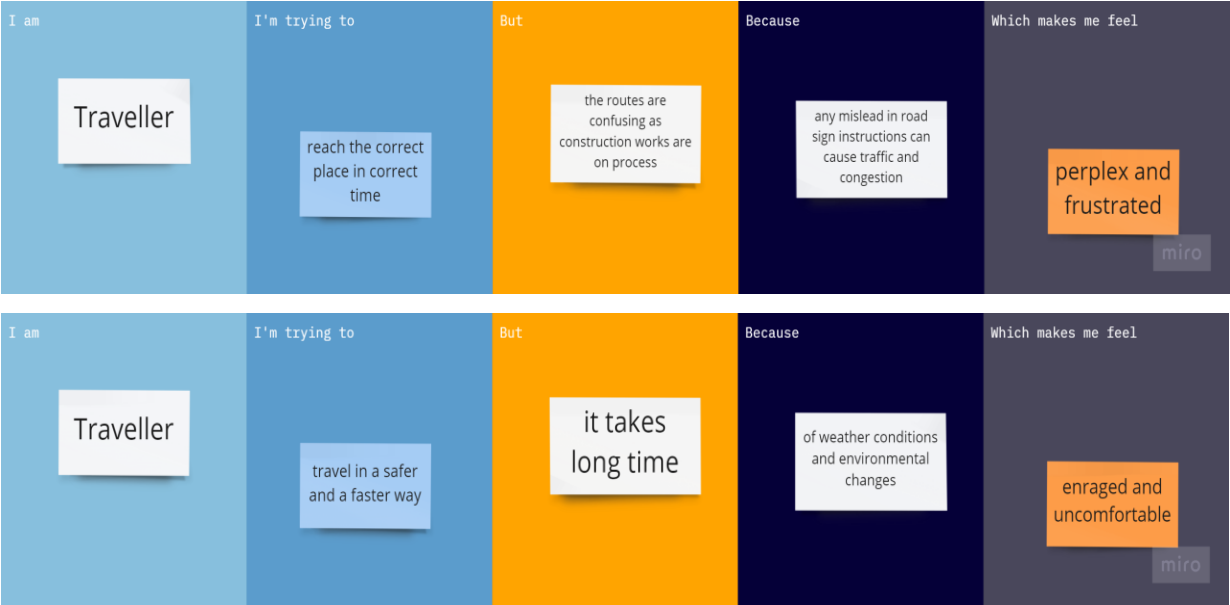 I am
I'm trying to
But
Because
Which makes me feel
Traveller
reach the correct
place in correct
time
the routes are
confusing as
construction works are
on process
any mislead in road
sign instructions can
cause traffic and
congestion
perplex and
frustrated
miro
I am
I'm trying to
But
Because
Which makes me feel
Traveller
travel in a safer
and a faster way
it takes
long time
of weather conditions
and environmental
changes
enraged and
uncomfortable
miro